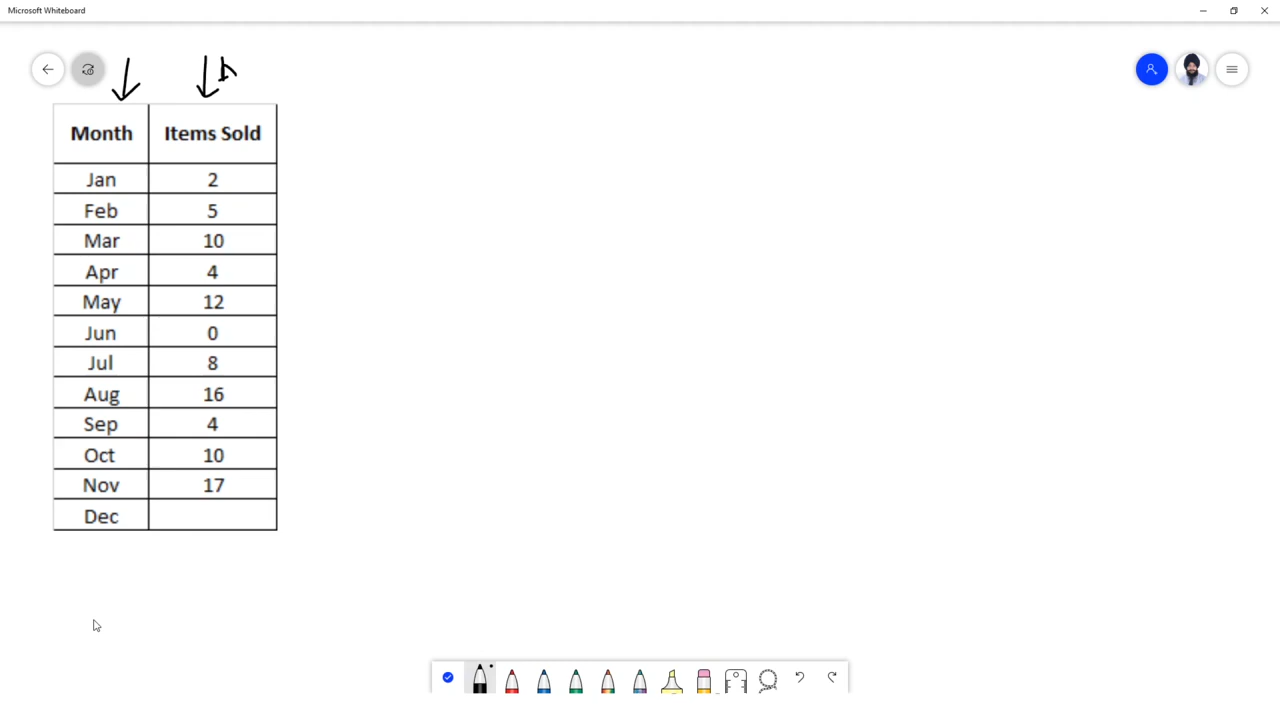 Microsoft Whiteboard
Month Items Sold
Jan 2
Feb 5
Mar 10
Apr 4
May 12
Jun 0
Jul 8
Aug 16
Sep 4
Oct 10
Nov 17
Dec